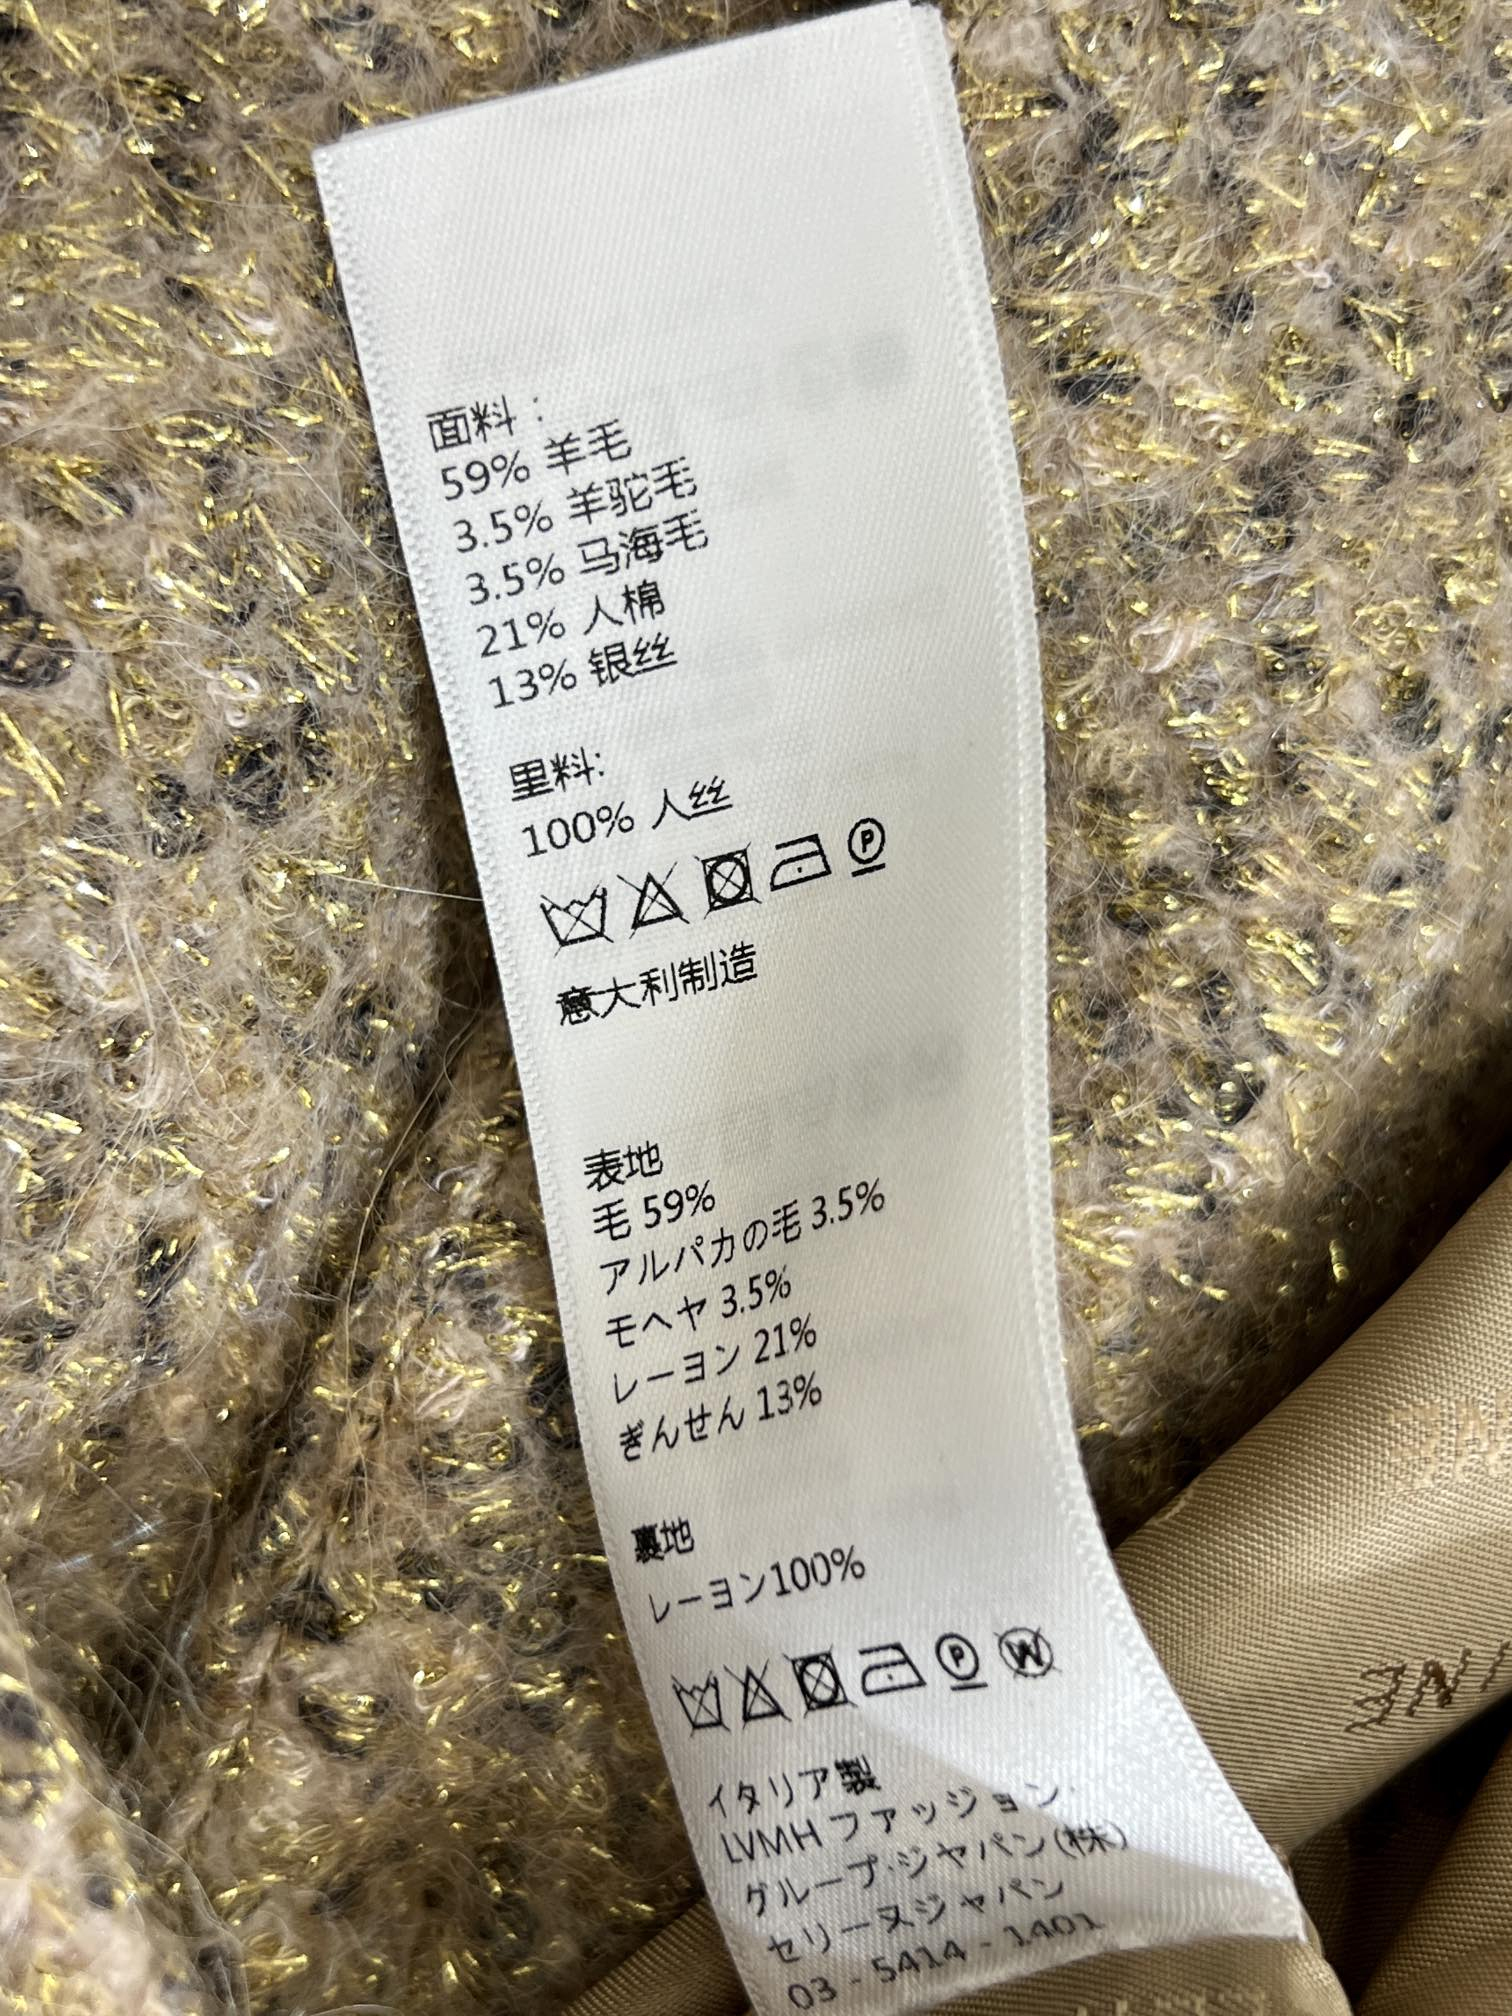 面料：
59% 羊毛
3.5% 羊驼毛
3.5% 马海毛
21% 人棉
13% 银丝
里料:
100% 人丝
P
意大利制造
表地
毛 59%
アルパカの毛 3.5%
モヘヤ 3.5%
レーヨン 21%
ぎんせん 13%
裏地
レーヨン100%
P W
イタリア製
LVMH ファッション・
グループ・ジャパン(株)
セリーヌジャパン
03 - 5414 - 1401